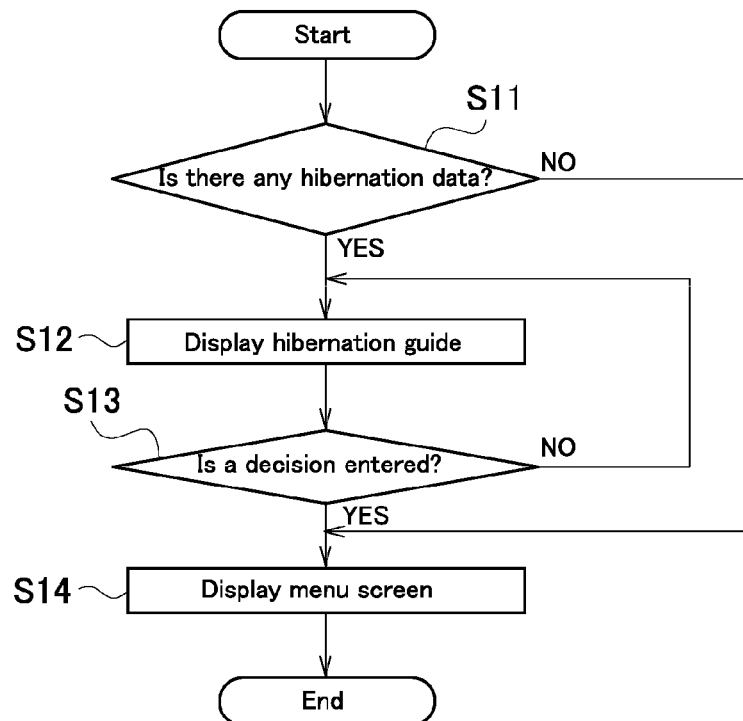 Start
S11
Is there any hibernation data?
NO
YES
S12
Display hibernation guide
S13
Is a decision entered?
NO
YES
S14
Display menu screen
End